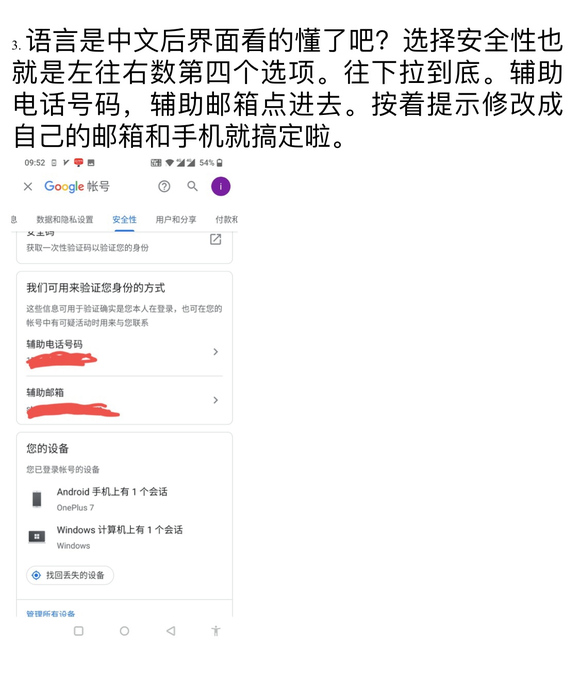 3. 语言是中文后界面看的懂了吧？选择安全性也
就是左往右数第四个选项。往下拉到底。辅助
电话号码，辅助邮箱点进去。按着提示修改成
自己的邮箱和手机就搞定啦。
09:52 54%
Google 帐号 i
息 数据和隐私设置 安全性 用户和分享 付款和
安全码
获取一次性验证码以验证您的身份
我们可用来验证您身份的方式
这些信息可用于验证确实是您本人在登录，也可在您的
帐号中有可疑活动时用来与您联系
辅助电话号码
辅助邮箱
您的设备
您已登录帐号的设备
Android 手机上有 1 个会话
OnePlus 7
Windows 计算机上有 1 个会话
Windows
找回丢失的设备
管理所有设备